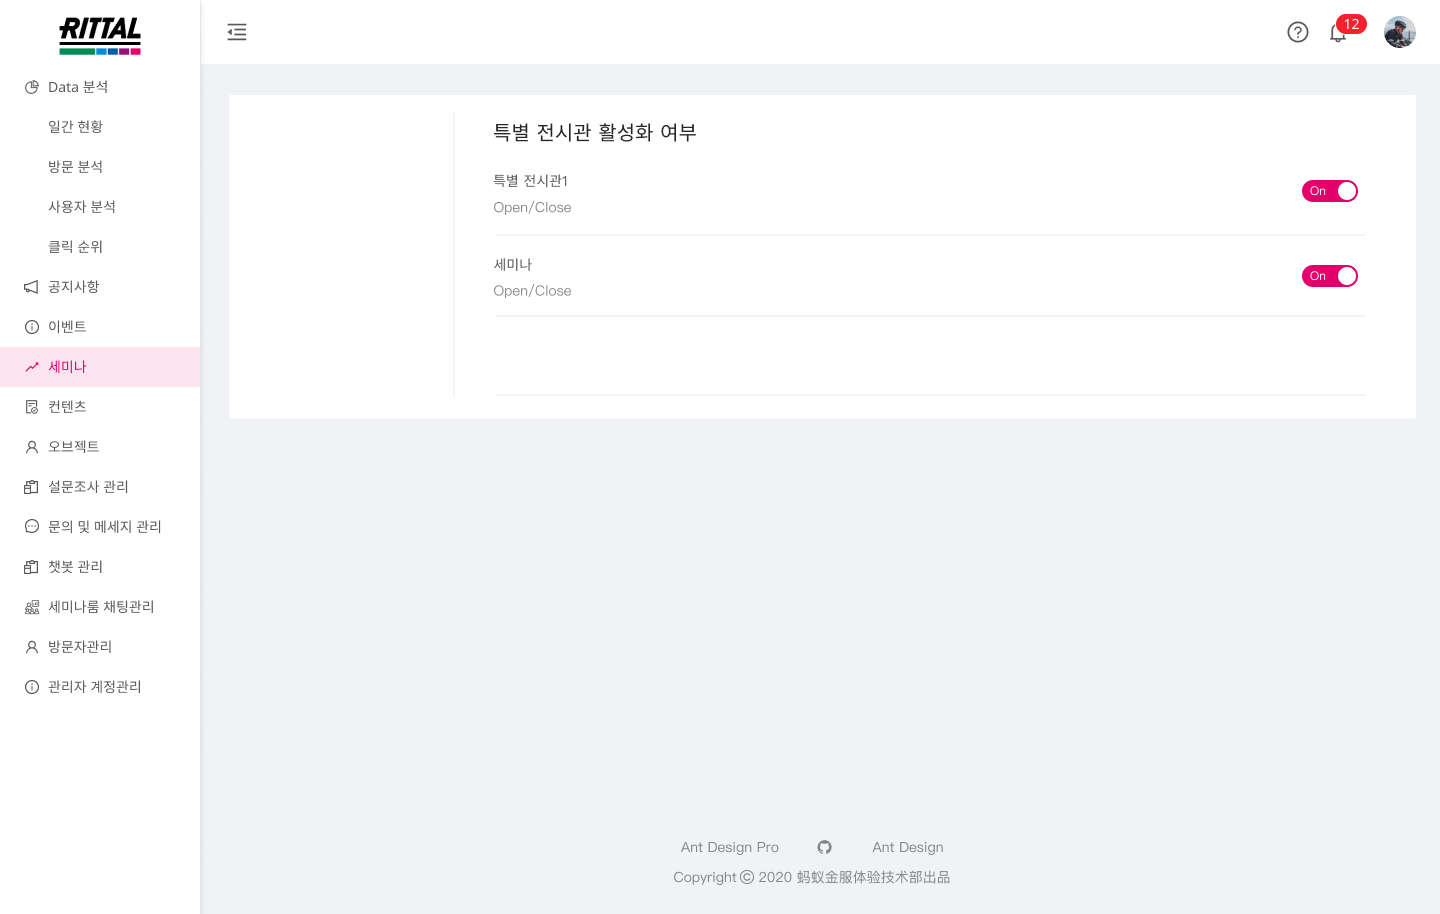 RITTAL
12
Data 분석
일간 현황
방문 분석
사용자 분석
클릭 순위
공지사항
이벤트
세미나
컨텐츠
오브젝트
설문조사 관리
문의 및 메세지 관리
챗봇 관리
세미나룸 채팅관리
방문자관리
관리자 계정관리
특별 전시관 활성화 여부
특별 전시관1
Open/Close
On
세미나
Open/Close
On
Ant Design Pro Ant Design
Copyright © 2020 蚂蚁金服体验技术部出品